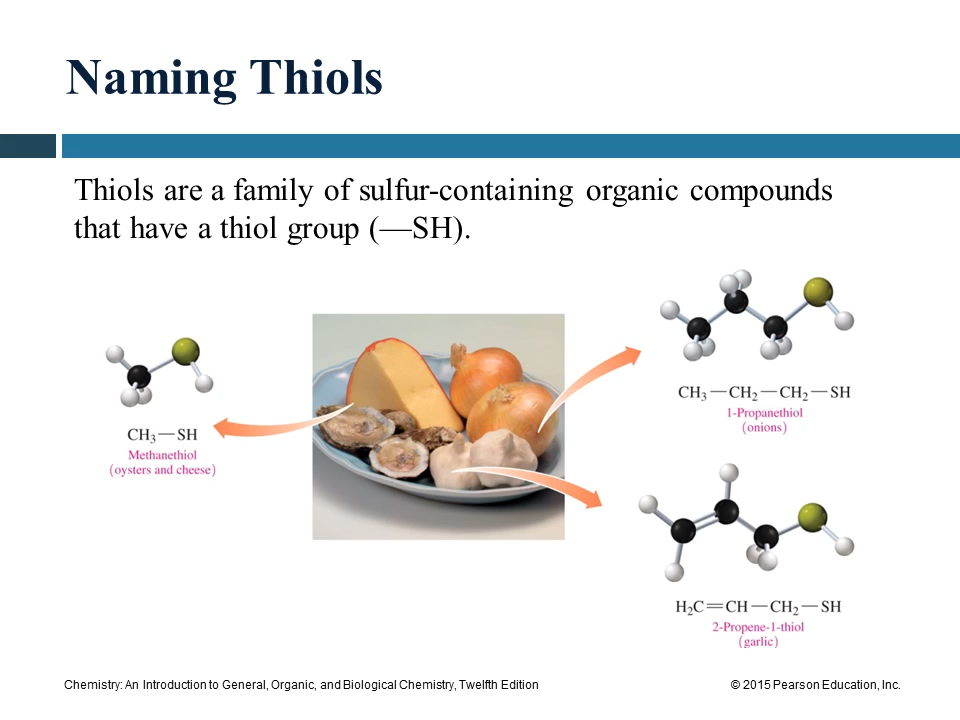 Naming Thiols
Thiols are a family of sulfur-containing organic compounds
that have a thiol group (—SH).
CH₃—SH
Methanethiol
(oysters and cheese)
CH₃—CH₂—CH₂—SH
1-Propanethiol
(onions)
H₂C=CH—CH₂—SH
2-Propene-1-thiol
(garlic)
Chemistry: An Introduction to General, Organic, and Biological Chemistry, Twelfth Edition
© 2015 Pearson Education, Inc.